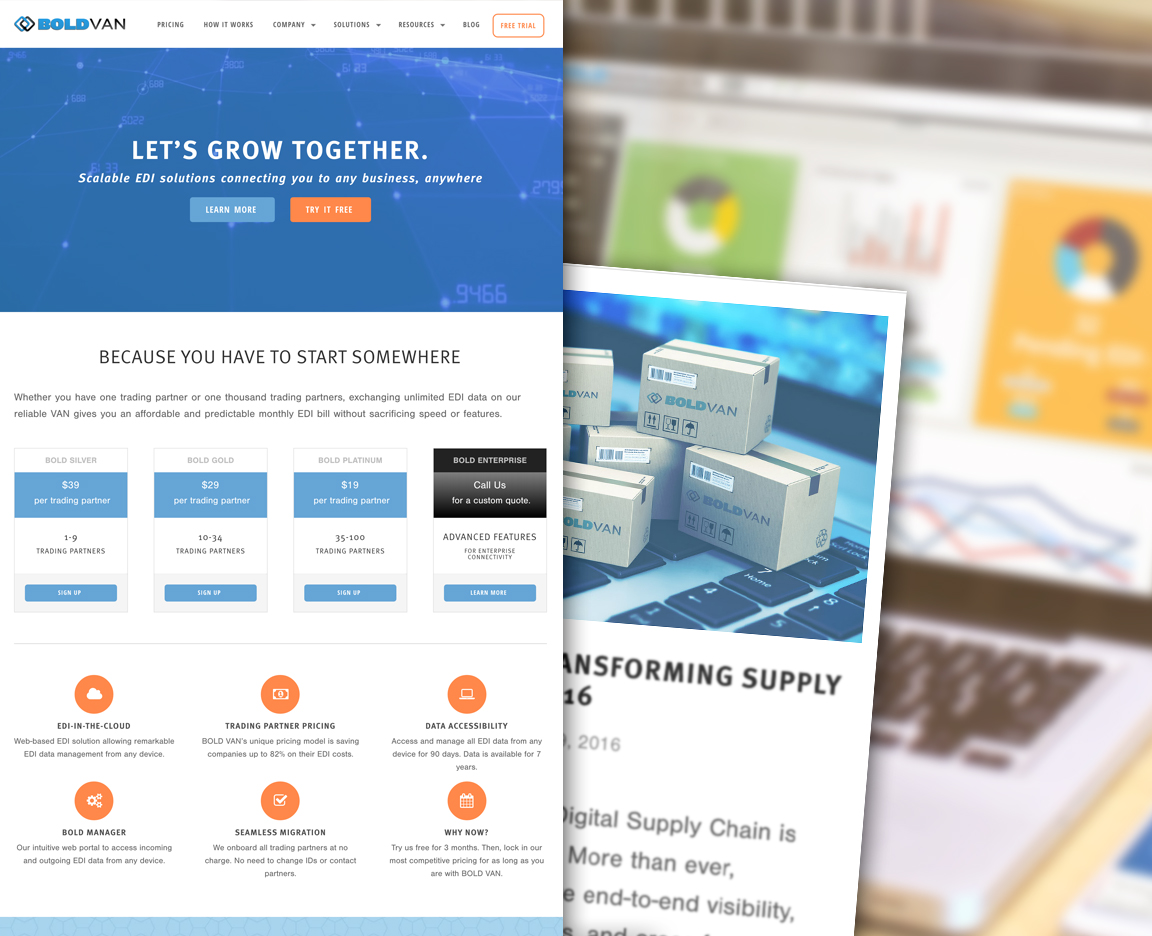 BOLDVAN
PRICING HOW IT WORKS COMPANY SOLUTIONS RESOURCES BLOG FREE TRIAL
LET'S GROW TOGETHER.
Scalable EDI solutions connecting you to any business, anywhere
LEARN MORE TRY IT FREE
9466
BECAUSE YOU HAVE TO START SOMEWHERE
Whether you have one trading partner or one thousand trading partners, exchanging unlimited EDI data on our
reliable VAN gives you an affordable and predictable monthly EDI bill without sacrificing speed or features.
BOLD SILVER BOLD GOLD BOLD PLATINUM BOLD ENTERPRISE
$39 $29 $19 Call Us
per trading partner per trading partner per trading partner for a custom quote.
1-9 10-34 35-100 ADVANCED FEATURES
TRADING PARTNERS TRADING PARTNERS TRADING PARTNERS FOR ENTERPRISE
CONNECTIVITY
SIGN UP SIGN UP SIGN UP LEARN MORE
EDI-IN-THE-CLOUD TRADING PARTNER PRICING DATA ACCESSIBILITY
Web-based EDI solution allowing remarkable BOLD VAN's unique pricing model is saving Access and manage all EDI data from any
EDI data management from any device. companies up to 82% on their EDI costs. device for 90 days. Data is available for 7
years.
BOLD MANAGER SEAMLESS MIGRATION WHY NOW?
Our intuitive web portal to access incoming We onboard all trading partners at no Try us free for 3 months. Then, lock in our
and outgoing EDI data from any device. charge. No need to change IDs or contact most competitive pricing for as long as you
partners. are with BOLD VAN.
BOLDVAN
BOLDVAN
7
Home
4
8
5
ANSFORMING SUPPLY
16
, 2016
Digital Supply Chain is
More than ever,
e end-to-end visibility,